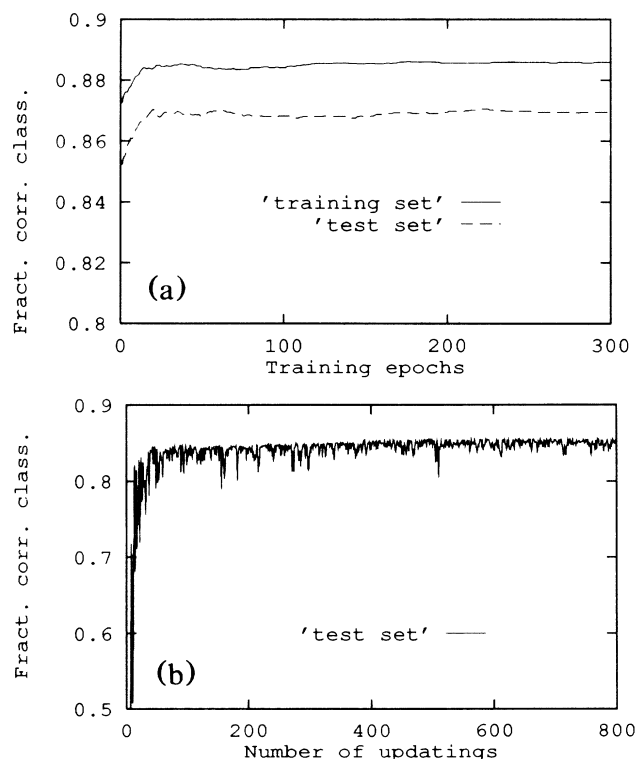 0.9
0.88
0.86
0.84
0.82
0.8
Fract. corr. class.
'training set'
'test set'
(a)
0 100 200 300
Training epochs
0.9
0.8
0.7
0.6
0.5
Fract. corr. class.
'test set'
(b)
0 200 400 600 800
Number of updatings